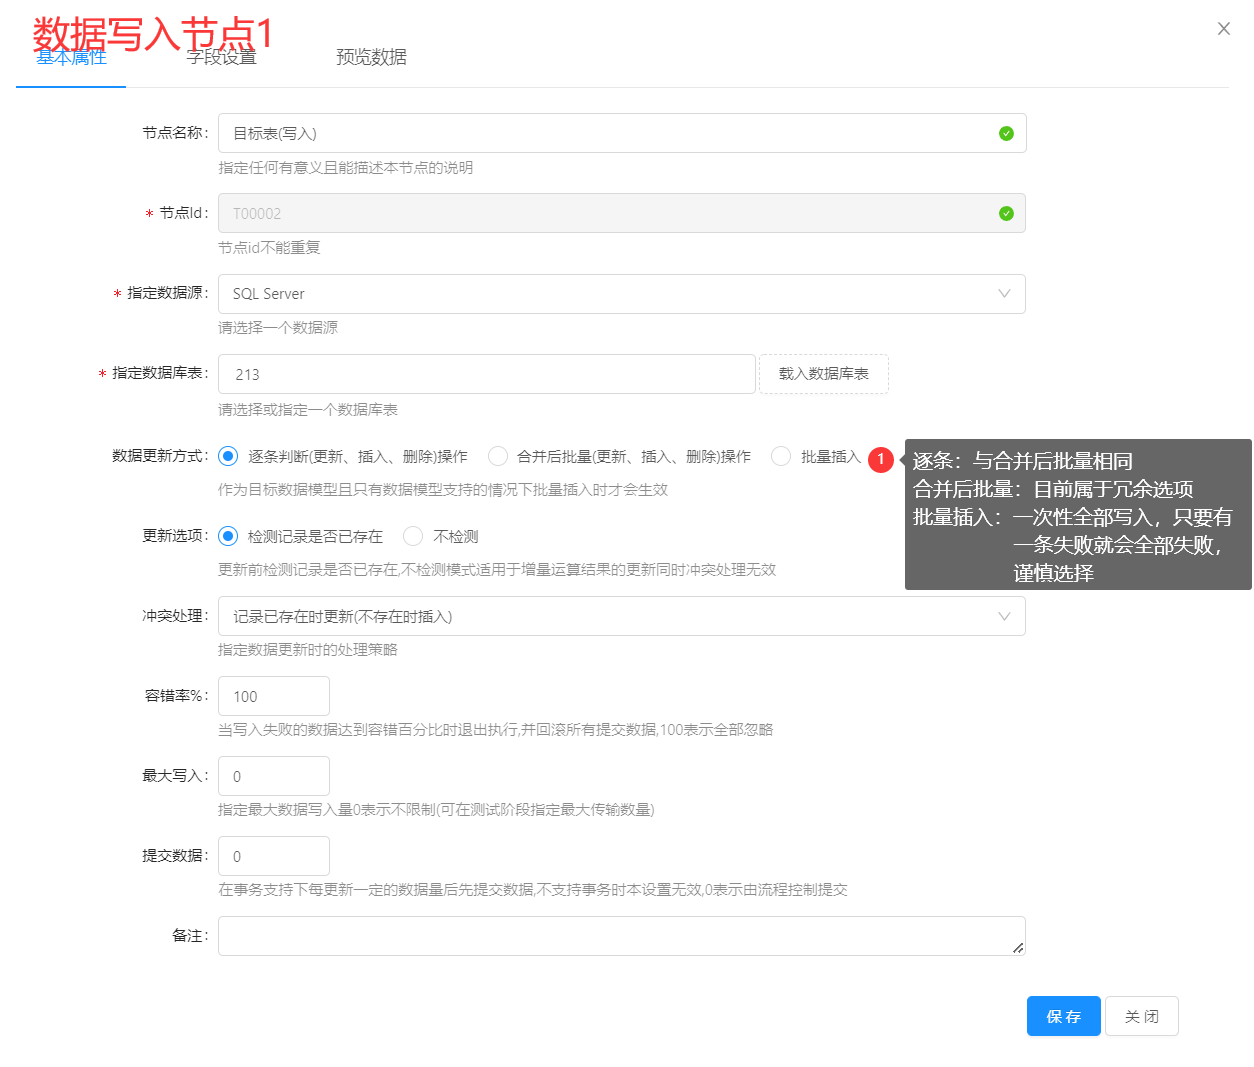 数据写入节点1
基本属性
字段设置
预览数据
节点名称:
目标表(写入)
指定任何有意义且能描述本节点的说明
* 节点Id:
T00002
节点id不能重复
* 指定数据源:
SQL Server
请选择一个数据源
* 指定数据库表:
213
载入数据库表
请选择或指定一个数据库表
数据更新方式:
逐条判断(更新、插入、删除)操作
合并后批量(更新、插入、删除)操作
批量插入
1
逐条：与合并后批量相同
合并后批量：目前属于冗余选项
批量插入：一次性全部写入，只要有
一条失败就会全部失败，
谨慎选择
作为目标数据模型且只有数据模型支持的情况下批量插入时才会生效
更新选项:
检测记录是否已存在
不检测
更新前检测记录是否已存在,不检测模式适用于增量运算结果的更新同时冲突处理无效
冲突处理:
记录已存在时更新(不存在时插入)
指定数据更新时的处理策略
容错率%:
100
当写入失败的数据达到容错百分比时退出执行,并回滚所有提交数据,100表示全部忽略
最大写入:
0
指定最大数据写入量0表示不限制(可在测试阶段指定最大传输数量)
提交数据:
0
在事务支持下每更新一定的数据量后先提交数据,不支持事务时本设置无效,0表示由流程控制提交
备注:
保 存
关 闭